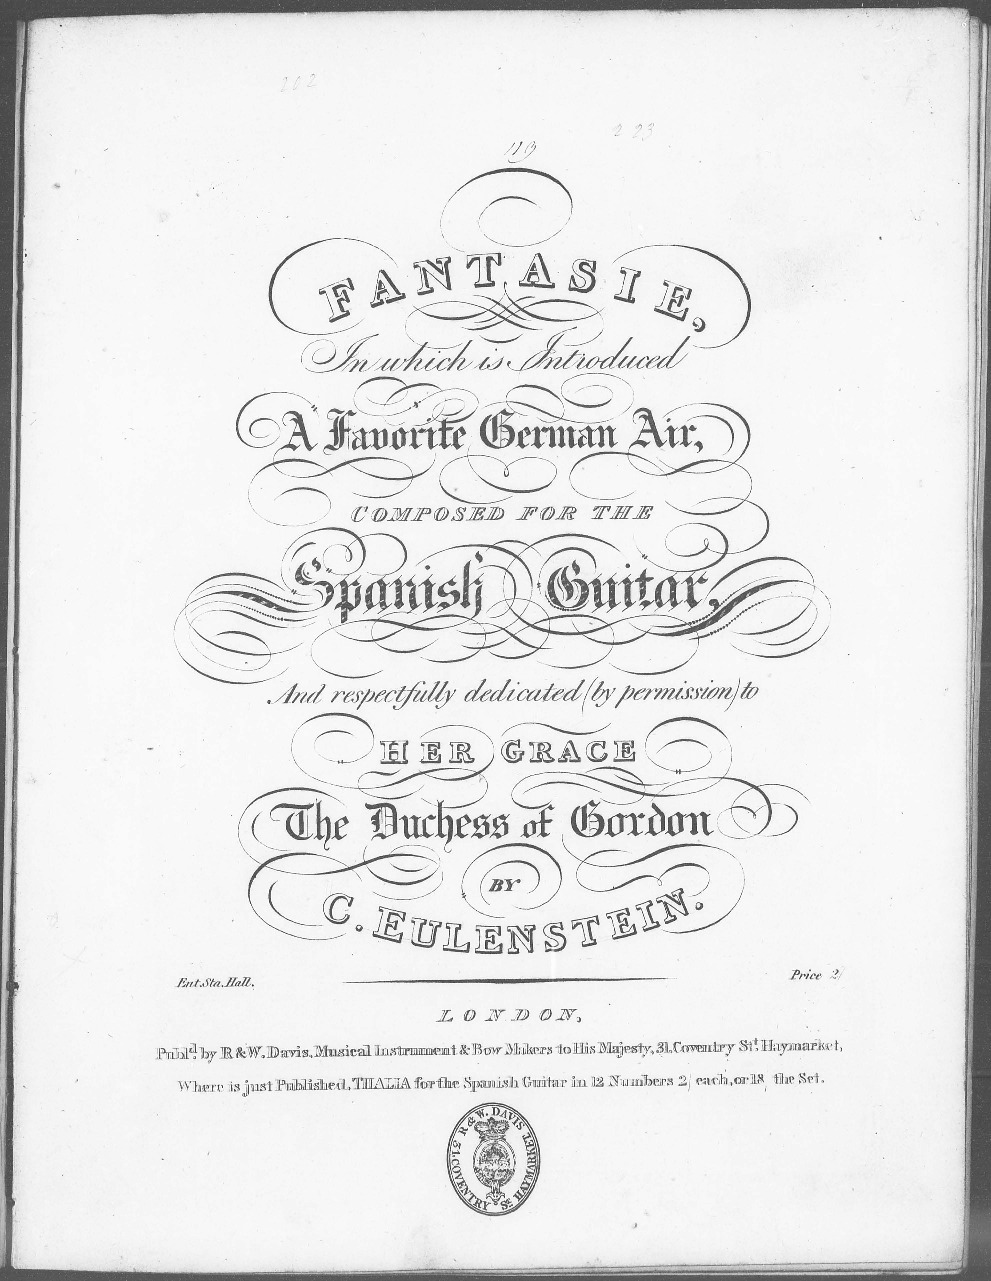 202
223
119
FANTASIE,
In which is Introduced
A Favorite German Air,
COMPOSED FOR THE
Spanish Guitar,
And respectfully dedicated (by permission) to
HER GRACE
The Duchess of Gordon
BY
C. EULENSTEIN.
Ent. Sta. Hall.
Price 2/
LONDON,
Publd. by R & W. Davis, Musical Instrument & Bow Makers to His Majesty, 31, Coventry St. Haymarket,
Where is just Published, THALIA for the Spanish Guitar in 12 Numbers 2/ each, or 18/ the Set.
R & W. DAVIS
31, COVENTRY St. HAYMARKET